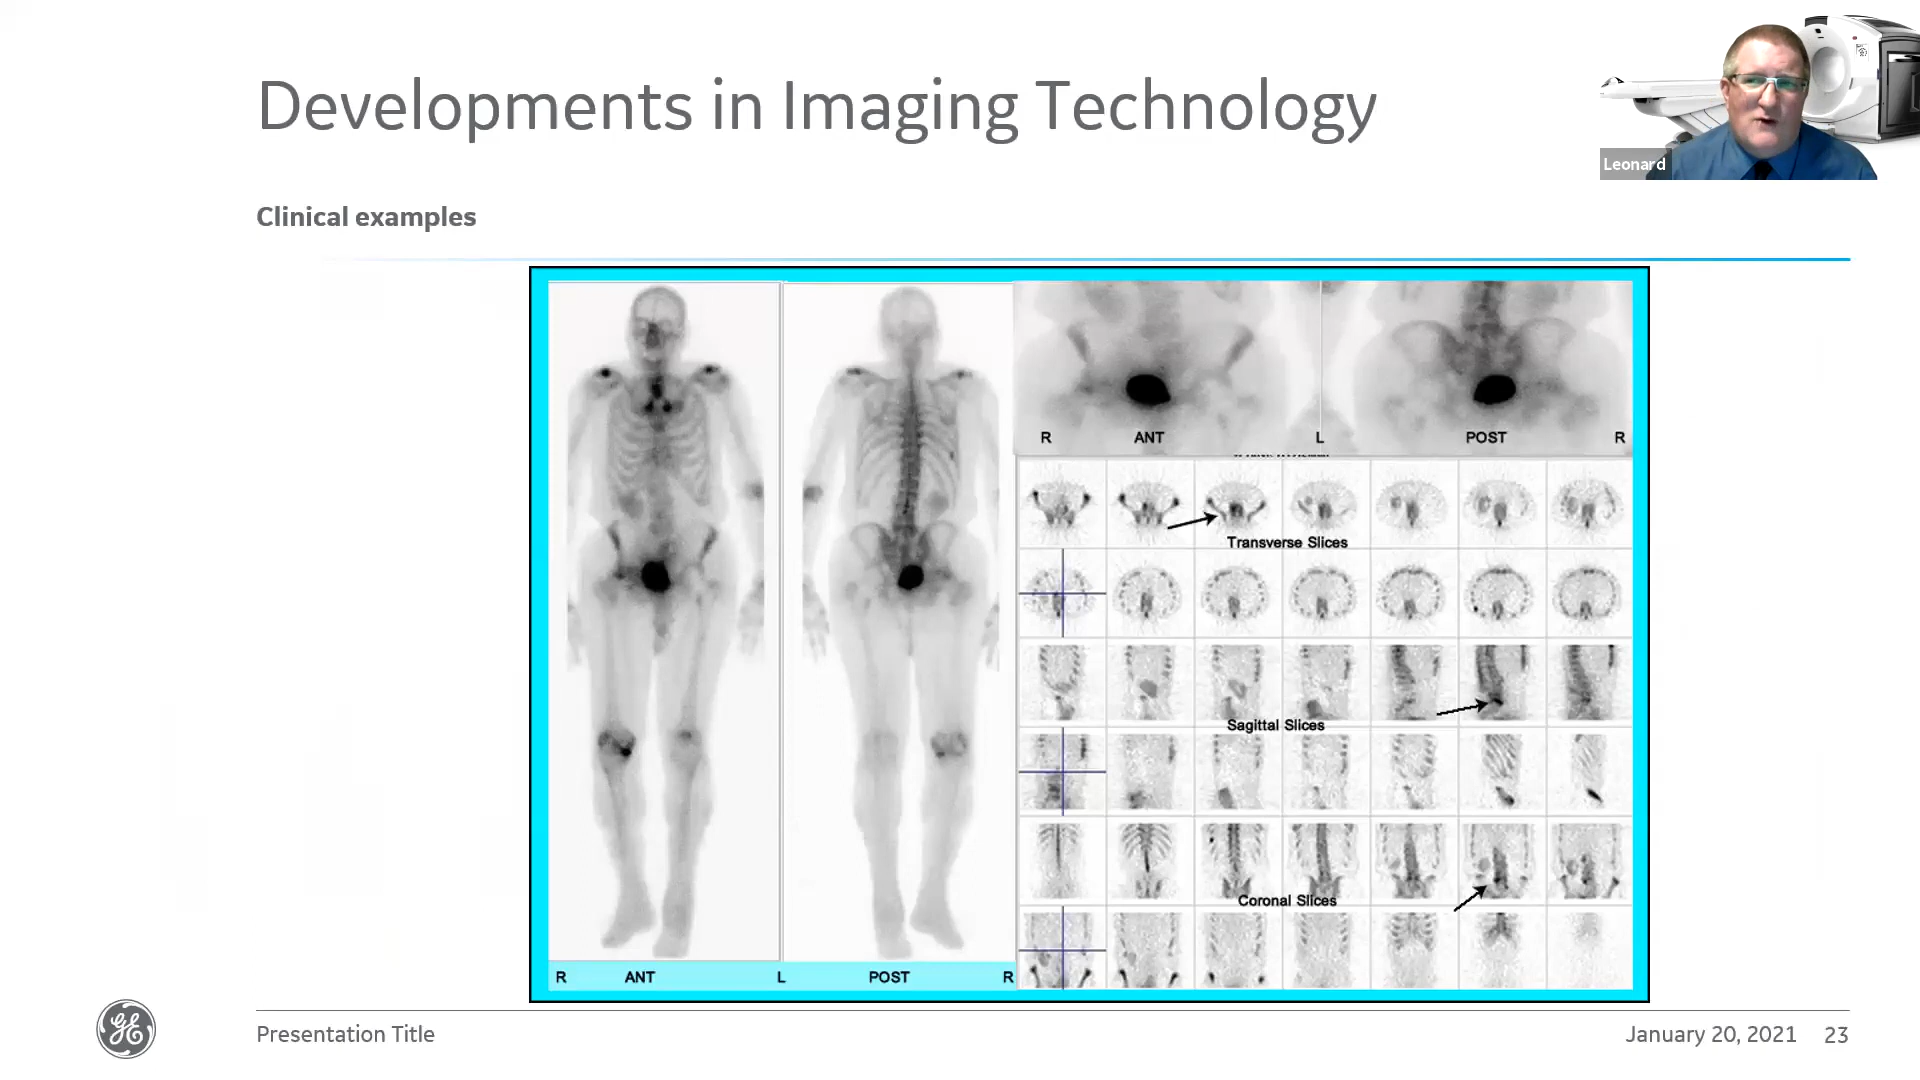 Developments in Imaging Technology
Leonard
Clinical examples
R ANT L POST R
Transverse Slices
Sagittal Slices
Coronal Slices
R ANT L POST R
Presentation Title
January 20, 2021 23